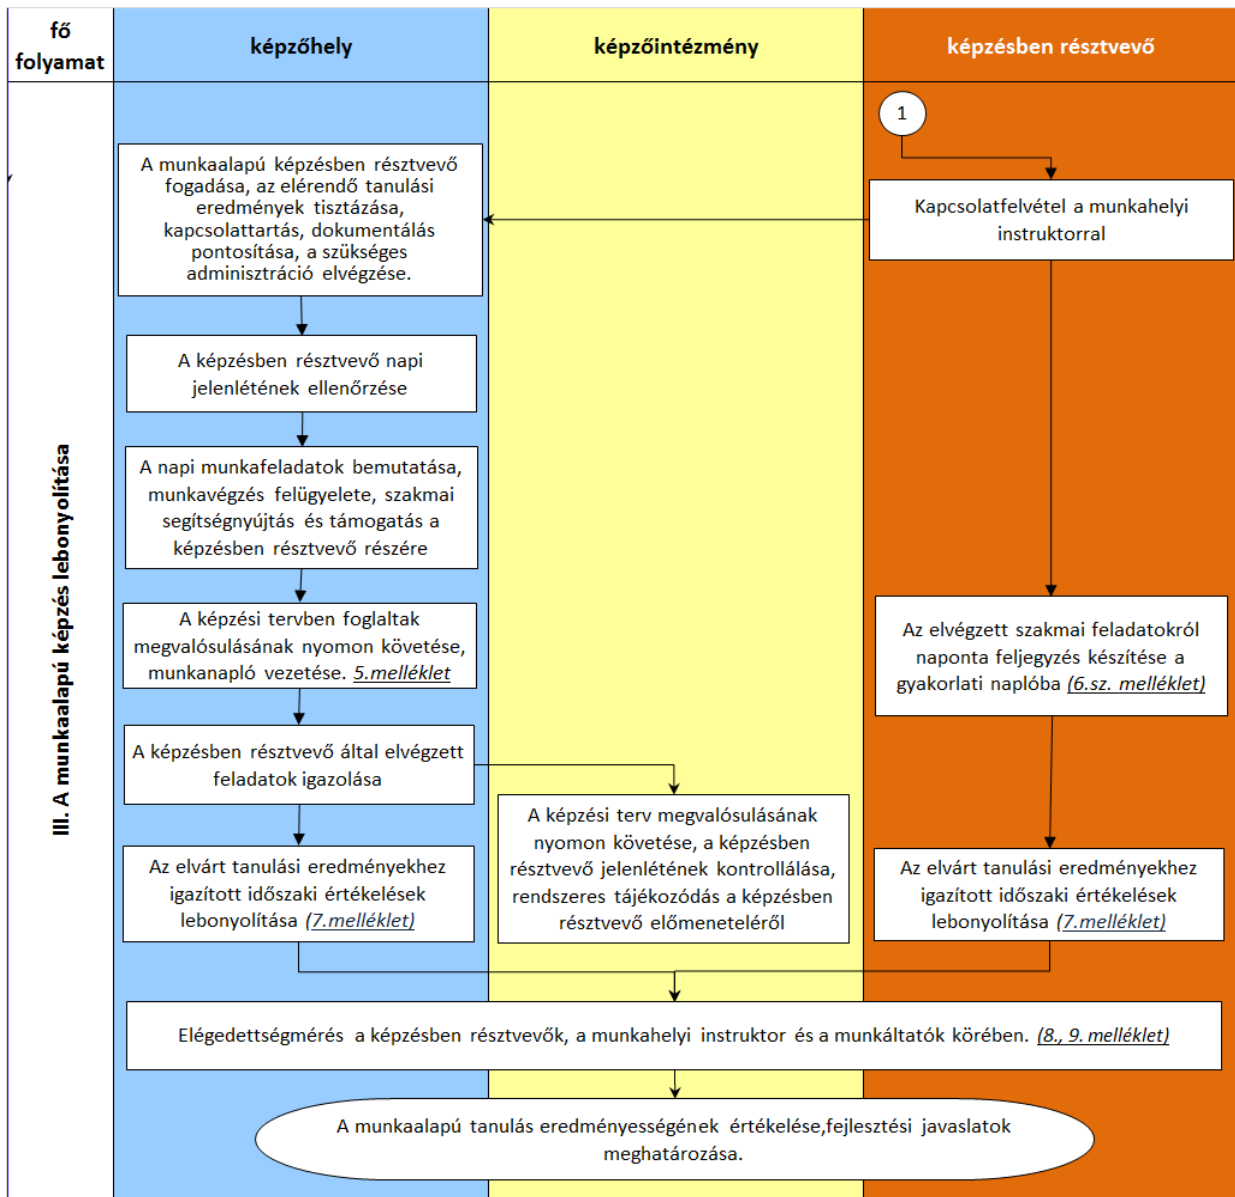 fő
folyamat
képzőhely
képzőintézmény
képzésben résztvevő
III. A munkaalapú képzés lebonyolítása
1
A munkaalapú képzésben résztvevő
fogadása, az elérendő tanulási
eredmények tisztázása,
kapcsolattartás, dokumentálás
pontosítása, a szükséges
adminisztráció elvégzése.
Kapcsolatfelvétel a munkahelyi
instruktorral
A képzésben résztvevő napi
jelenlétének ellenőrzése
A napi munkafeladatok bemutatása,
munkavégzés felügyelete, szakmai
segítségnyújtás és támogatás a
képzésben résztvevő részére
A képzési tervben foglaltak
megvalósulásának nyomon követése,
munkanapló vezetése. 5.melléklet
Az elvégzett szakmai feladatokról
naponta feljegyzés készítése a
gyakorlati naplóba (6.sz. melléklet)
A képzésben résztvevő által elvégzett
feladatok igazolása
A képzési terv megvalósulásának
nyomon követése, a képzésben
résztvevő jelenlétének kontrollálása,
rendszeres tájékozódás a képzésben
résztvevő előmeneteléről
Az elvárt tanulási eredményekhez
igazított időszaki értékelések
lebonyolítása (7.melléklet)
Az elvárt tanulási eredményekhez
igazított időszaki értékelések
lebonyolítása (7.melléklet)
Elégedettségmérés a képzésben résztvevők, a munkahelyi instruktor és a munkáltatók körében. (8., 9. melléklet)
A munkaalapú tanulás eredményességének értékelése,fejlesztési javaslatok
meghatározása.